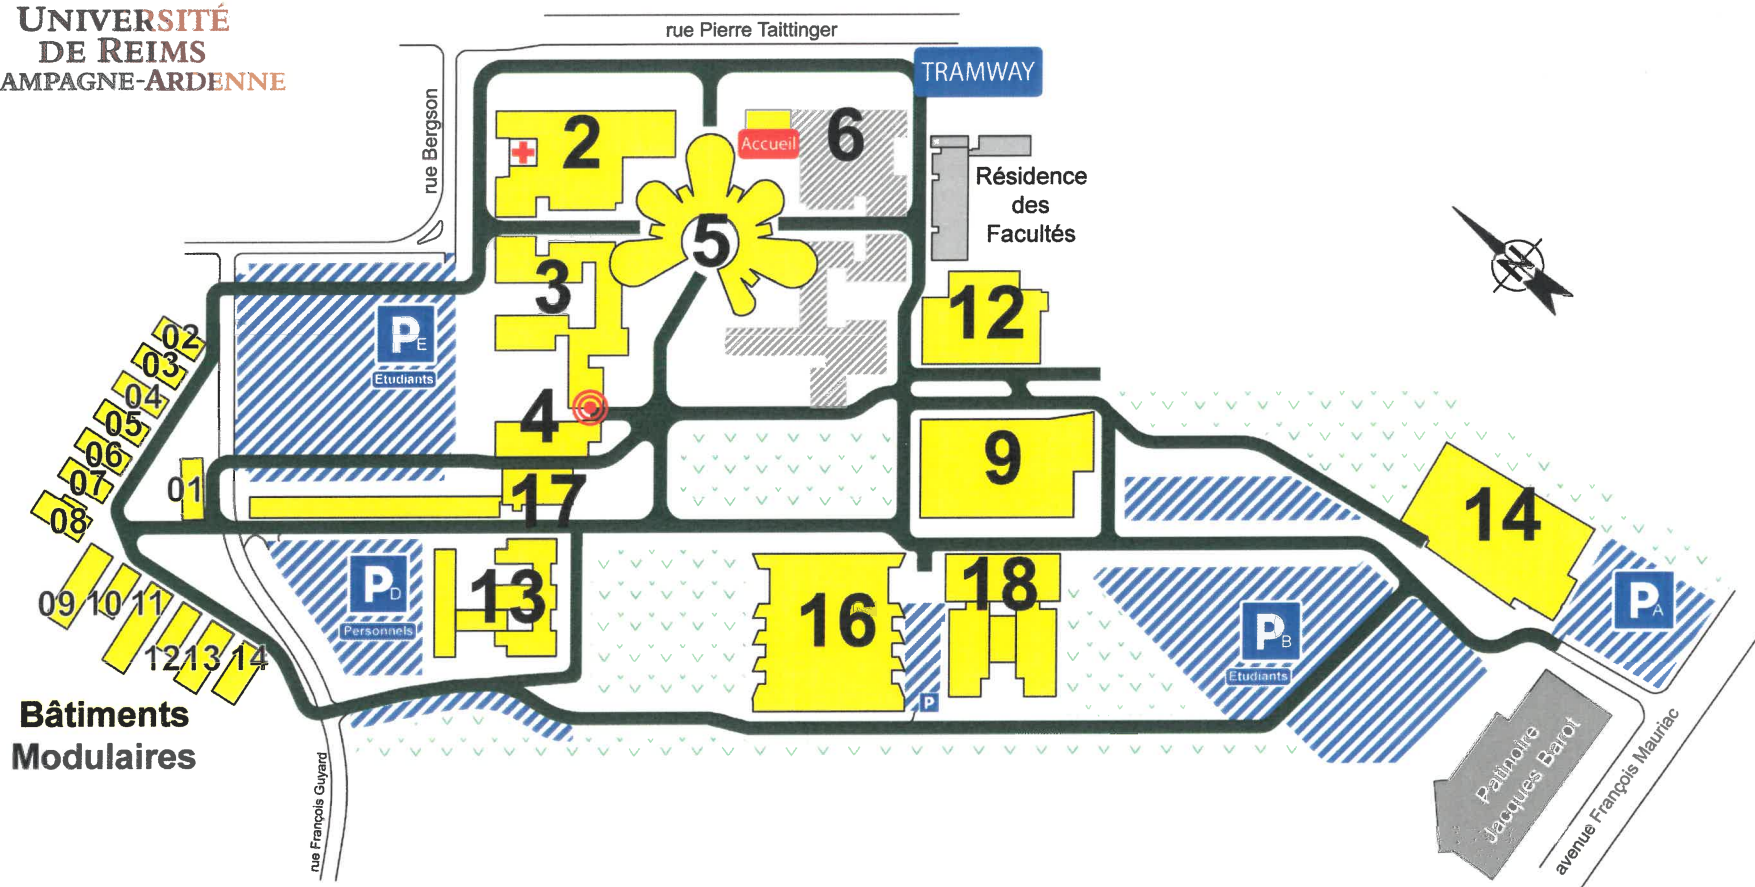 UNIVERSITÉ
DE REIMS
AMPAGNE-ARDENNE
rue Pierre Taittinger
TRAMWAY
rue Bergson
2
Accueil
6
5
Résidence
des
Facultés
3
12
PE
Etudiants
02
03
04
05
06
07
08
01
4
17
9
14
09
10
11
12
13
14
Bâtiments
Modulaires
PD
Personnels
13
16
18
P
PB
Etudiants
PA
rue François Guyard
Patinoire
Jacques Barot
avenue François Mauriac